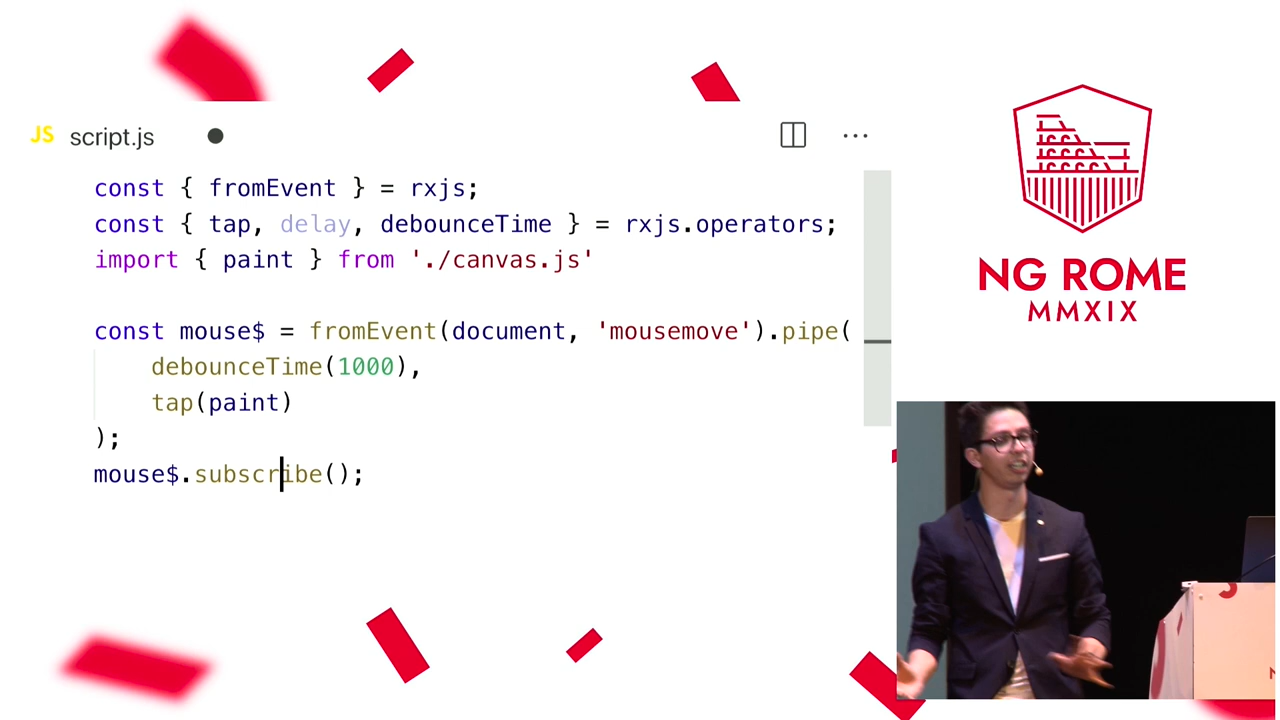 JS script.js
const { fromEvent } = rxjs;
const { tap, delay, debounceTime } = rxjs.operators;
import { paint } from './canvas.js'
const mouse$ = fromEvent(document, 'mousemove').pipe(
debounceTime(1000),
tap(paint)
);
mouse$.subscribe();
NG ROME
MMXIX